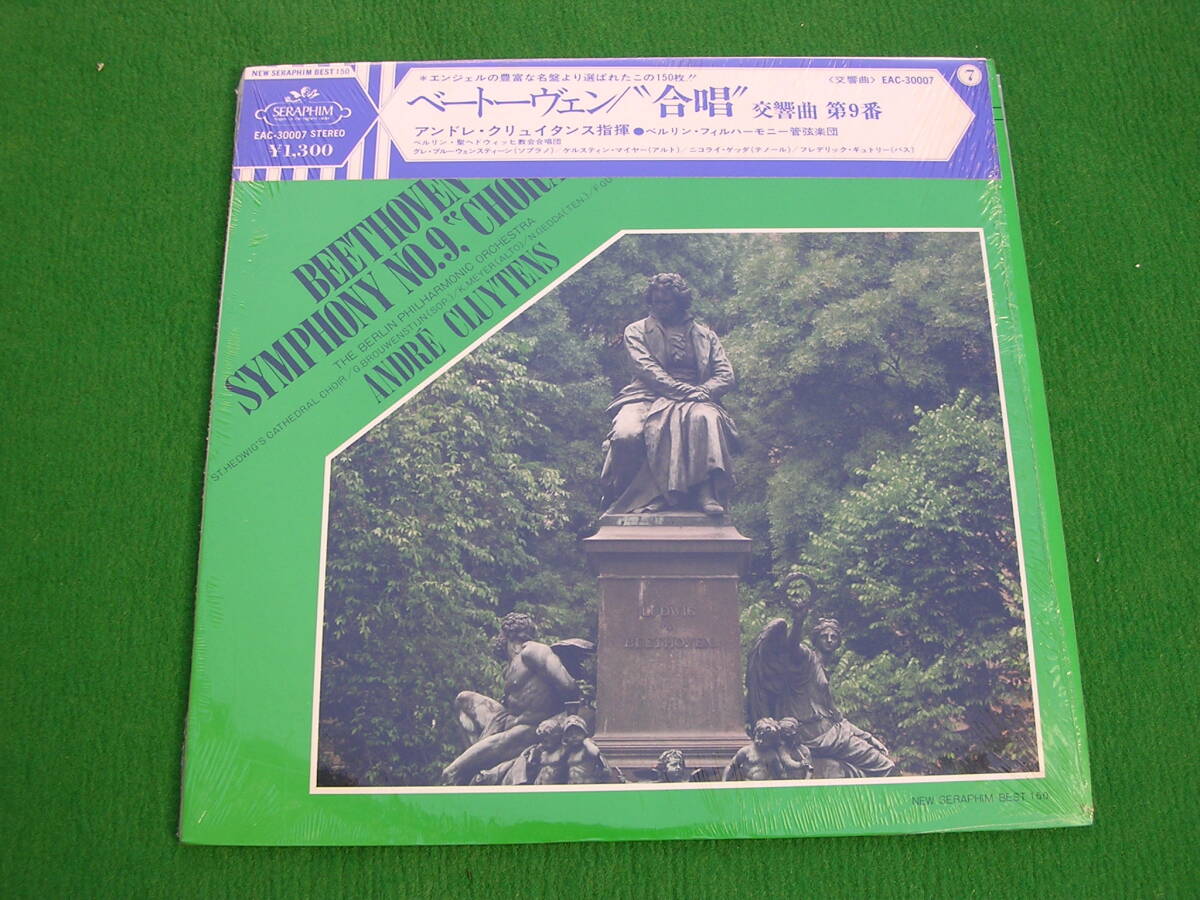 NEW SERAPHIM BEST 150
SERAPHIM
EAC-30007 STEREO
¥1,300
*エンジェルの豊富な名盤より選ばれたこの150枚!!
〈交響曲〉 EAC-30007
7
ベートーヴェン/"合唱" 交響曲 第9番
アンドレ・クリュイタンス指揮●ベルリン・フィルハーモニー管弦楽団
ベルリン・聖ヘドウィッヒ教会合唱団
グレ・ブルーウェンスティーン(ソプラノ)/ケルスティン・マイヤー(アルト)/ニコライ・ゲッダ(テノール)/フレデリック・ギュトリー(バス)
BEETHOVEN
SYMPHONY NO.9, "CHORA
THE BERLIN PHILHARMONIC ORCHESTRA
ST.HEDWIG'S CATHEDRAL CHOIR/G.BROUWENSTIJN(SOP.)/K.MEYER(ALTO)/N.GEDDA(TEN.)/F.GU
ANDRÉ CLUYTENS
LUDWIG
BEETHOVEN
NEW SERAPHIM BEST 150